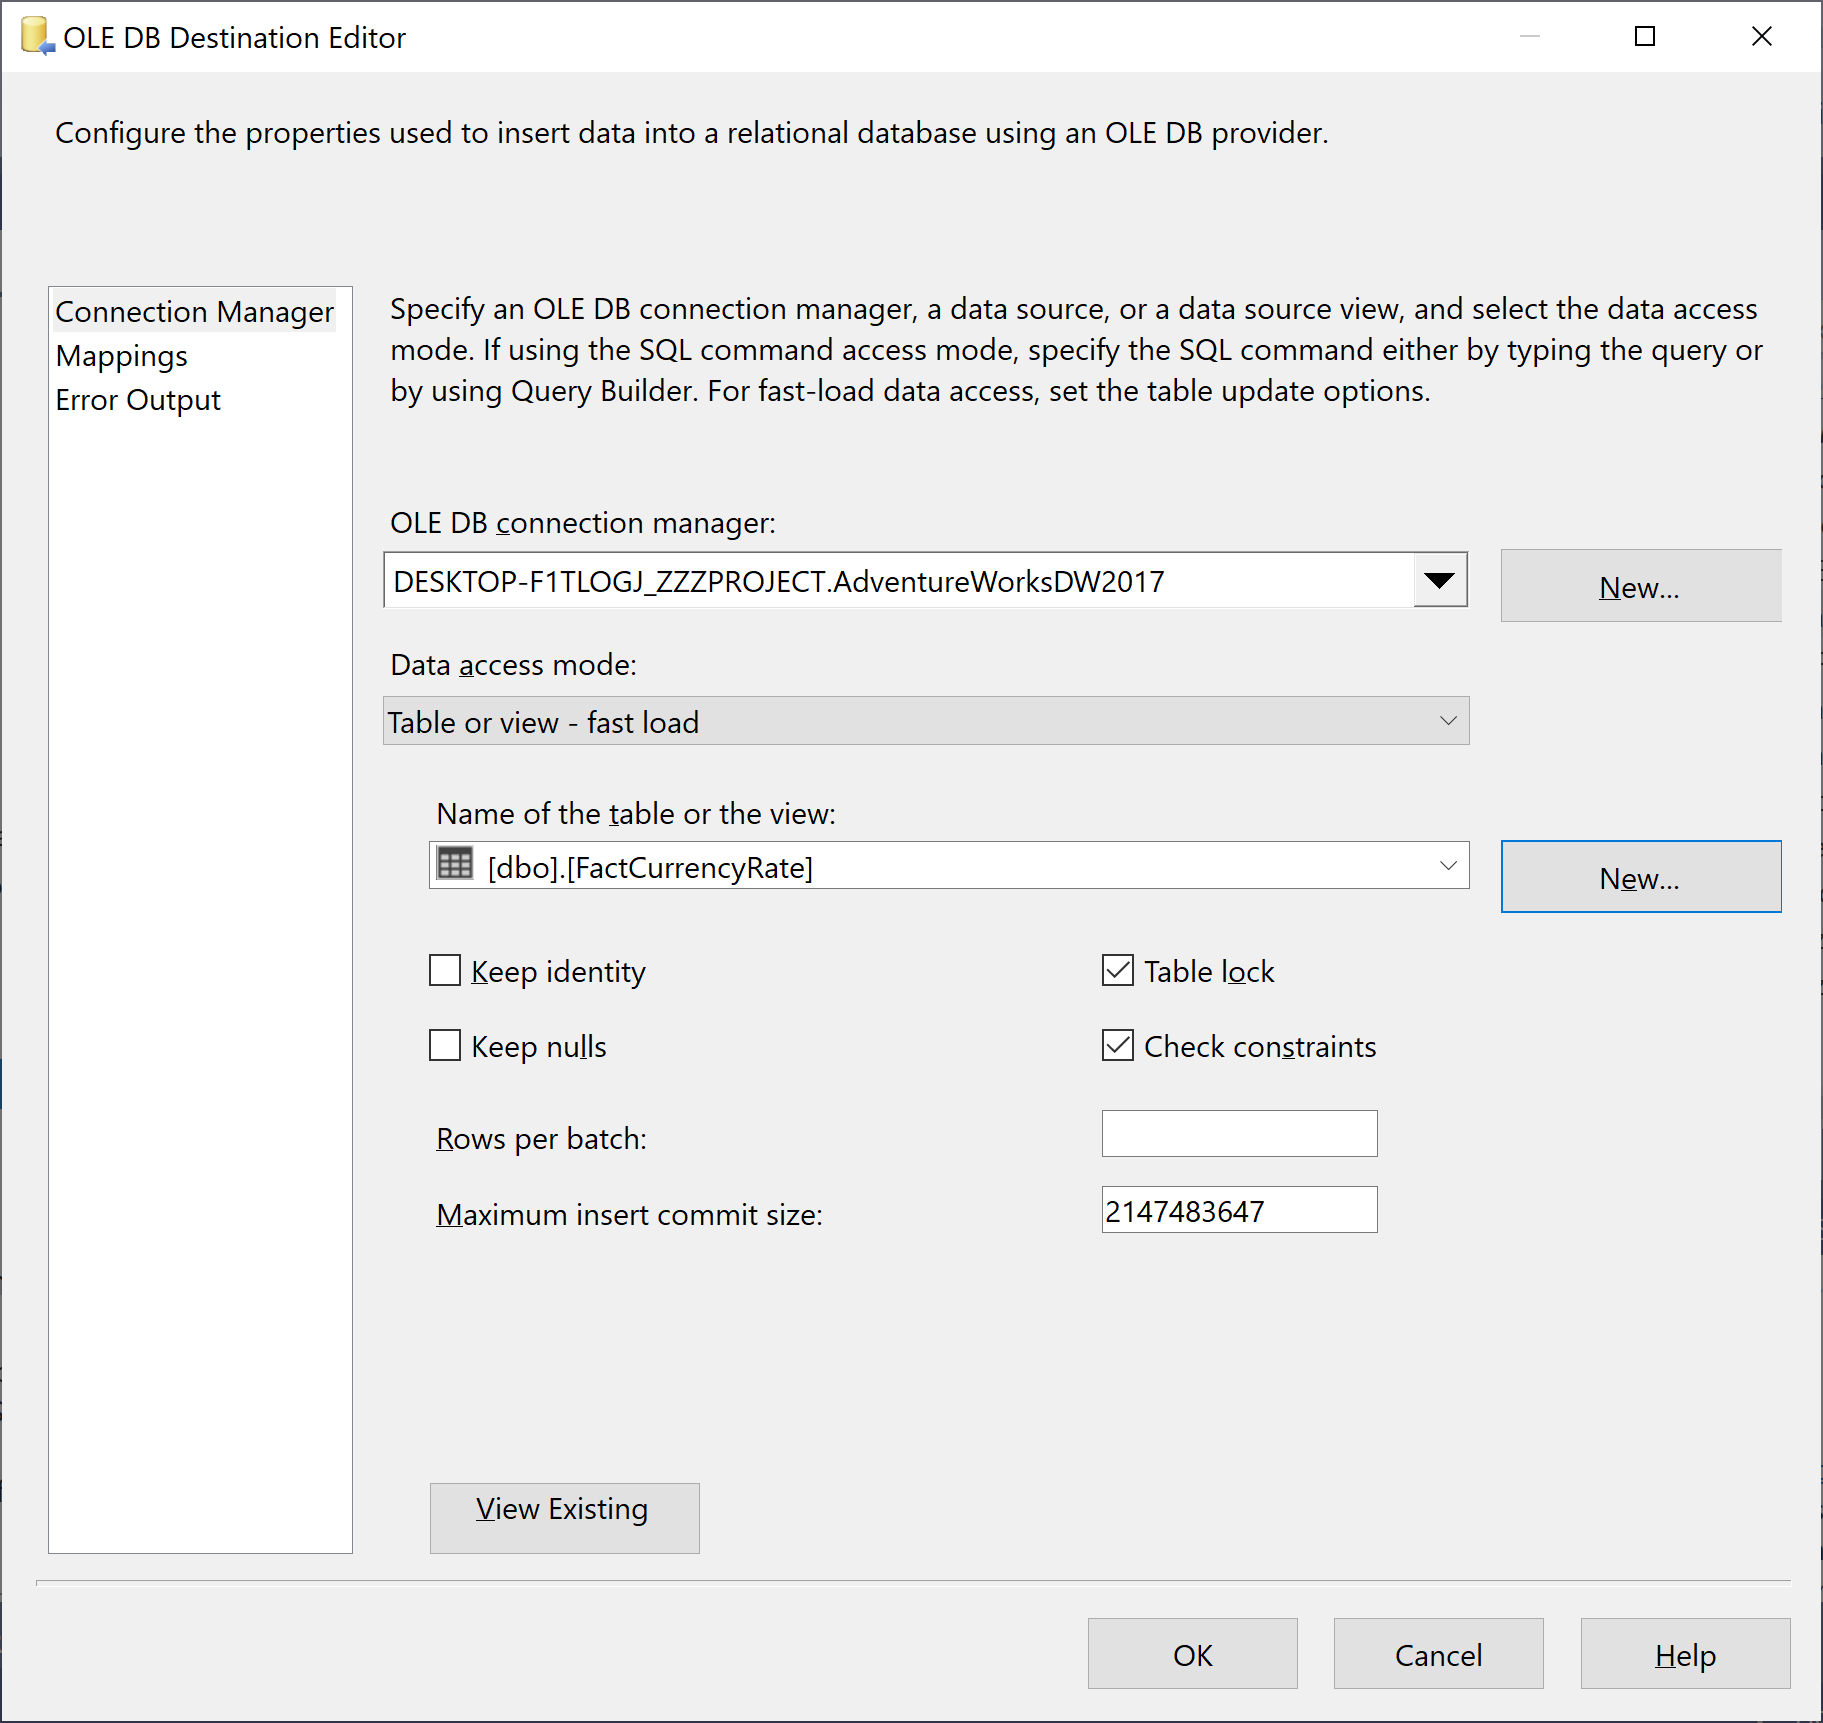 OLE DB Destination Editor
Configure the properties used to insert data into a relational database using an OLE DB provider.
Connection Manager
Mappings
Error Output
Specify an OLE DB connection manager, a data source, or a data source view, and select the data access
mode. If using the SQL command access mode, specify the SQL command either by typing the query or
by using Query Builder. For fast-load data access, set the table update options.
OLE DB connection manager:
DESKTOP-F1TLOGJ_ZZZPROJECT.AdventureWorksDW2017
New...
Data access mode:
Table or view - fast load
Name of the table or the view:
[dbo].[FactCurrencyRate]
New...
Keep identity
Table lock
Keep nulls
Check constraints
Rows per batch:
Maximum insert commit size:
2147483647
View Existing
OK
Cancel
Help